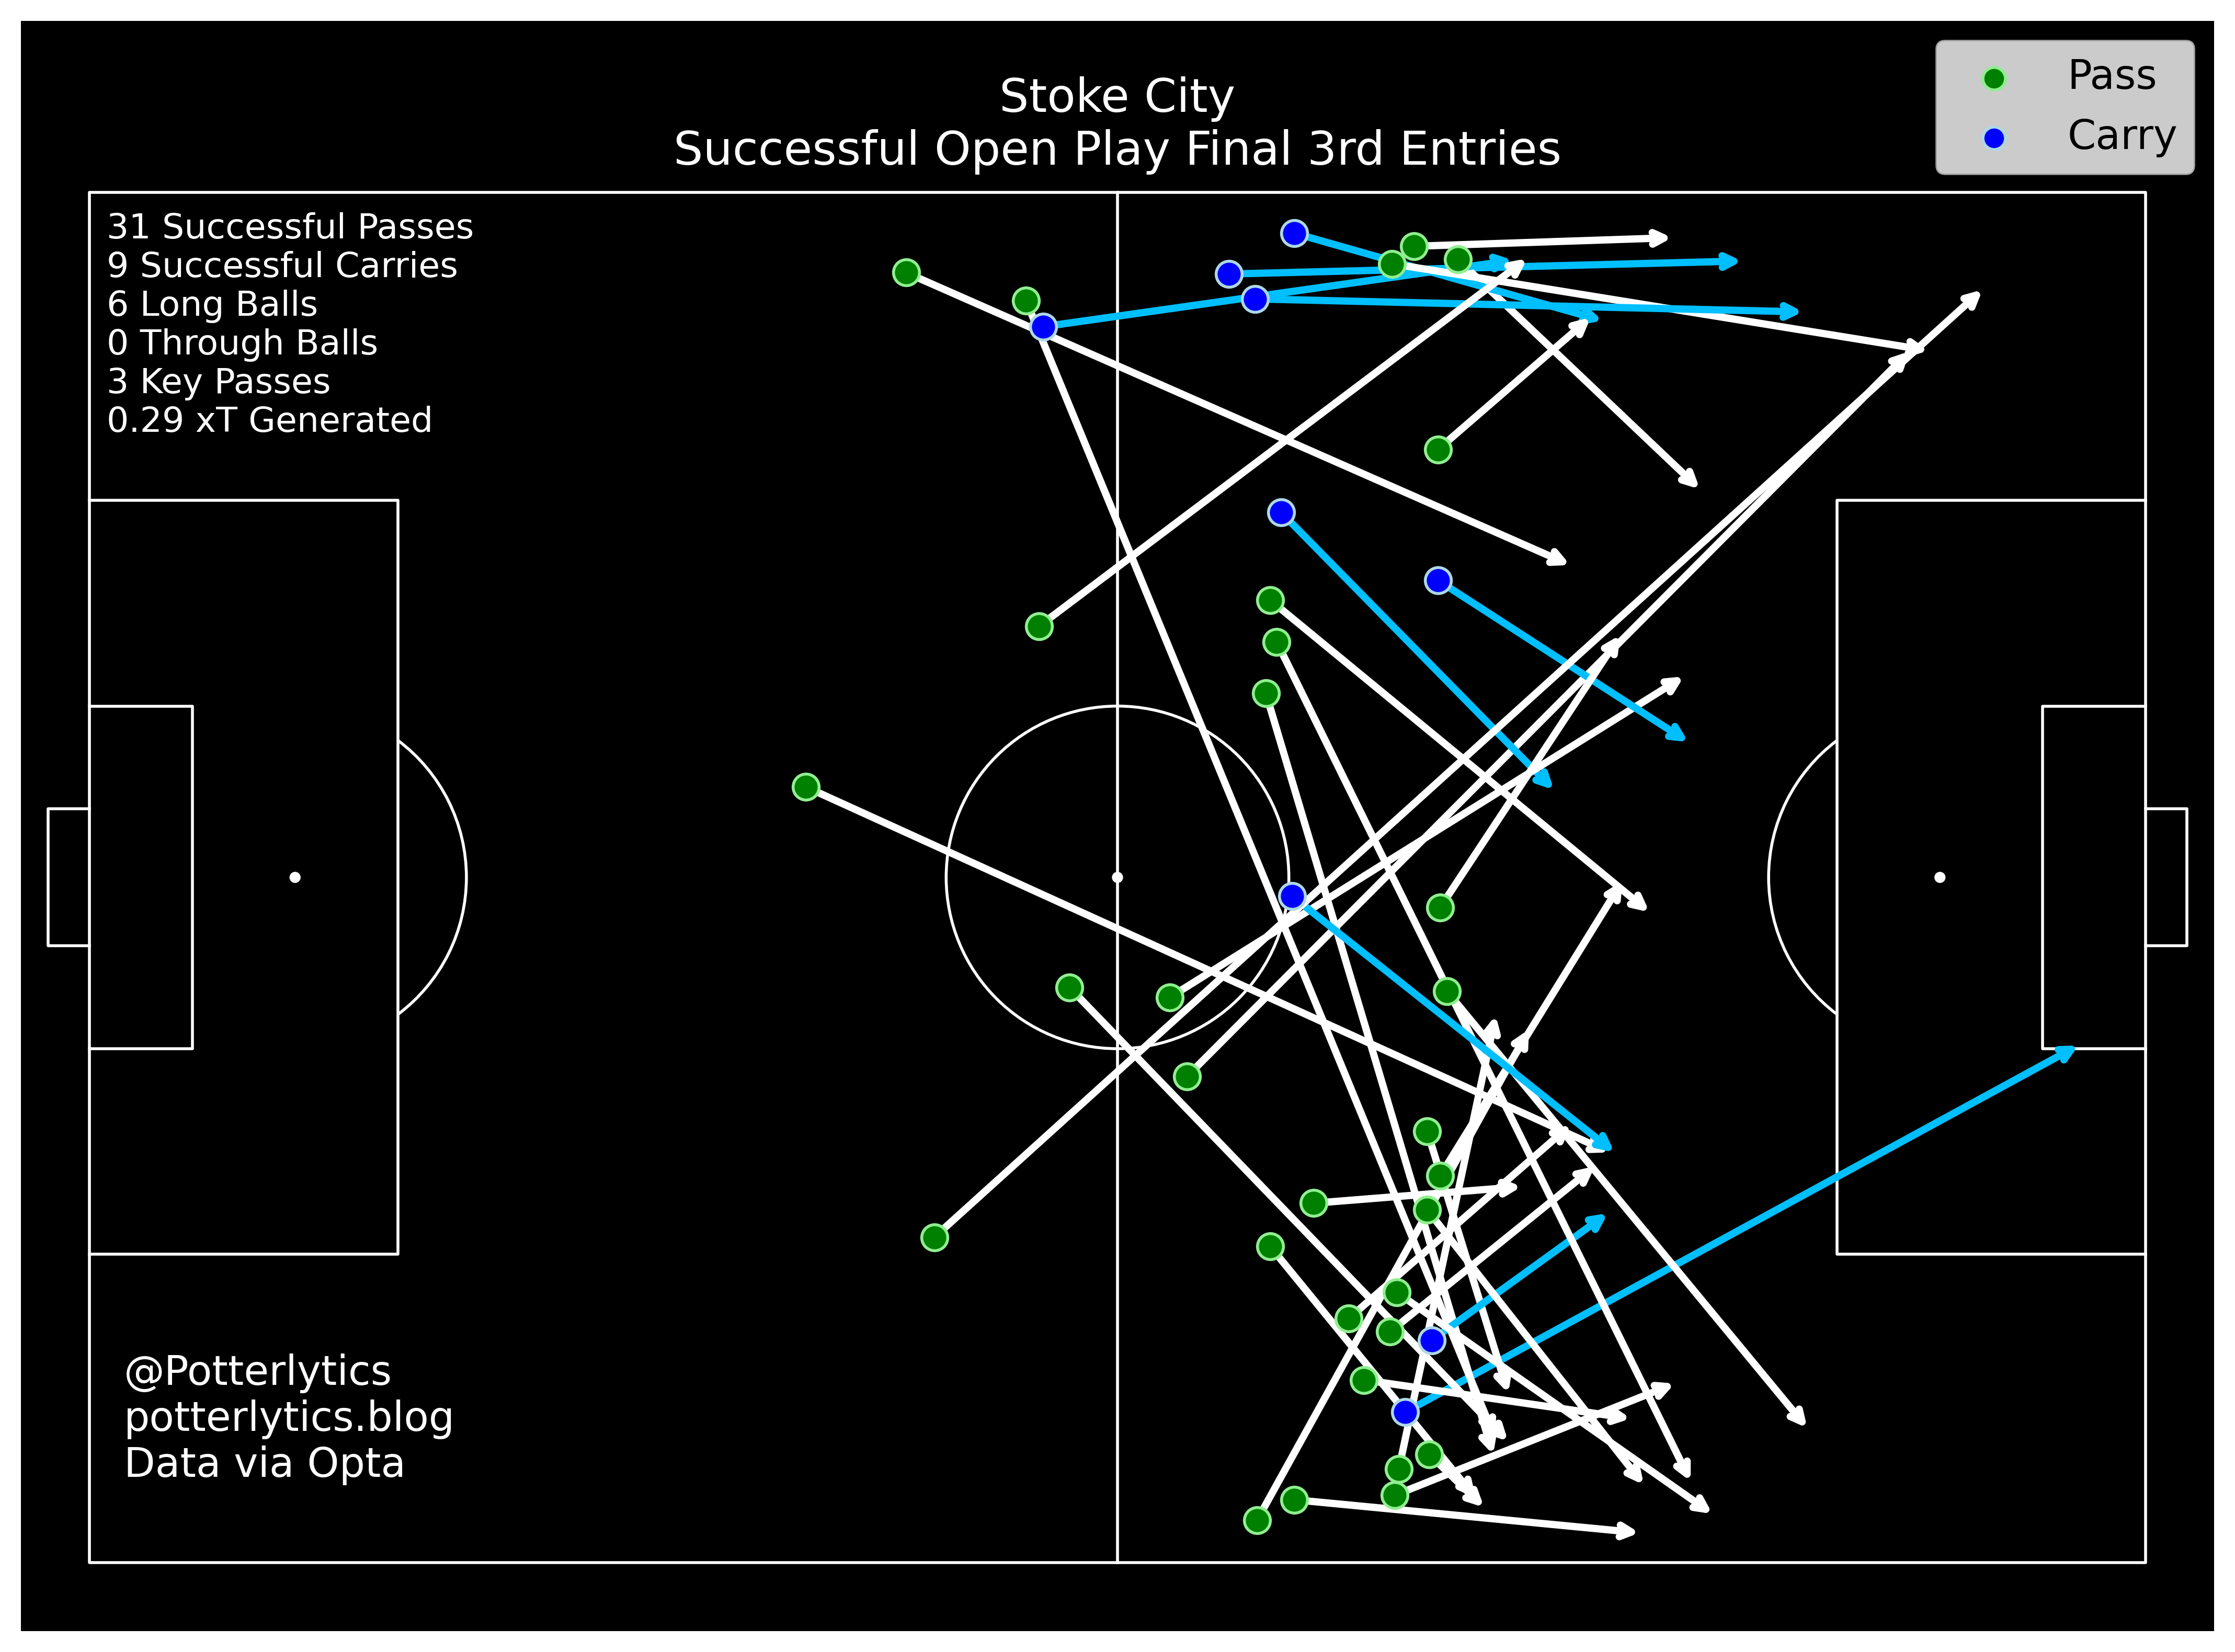 Stoke City
Successful Open Play Final 3rd Entries
Pass
Carry
31 Successful Passes
9 Successful Carries
6 Long Balls
0 Through Balls
3 Key Passes
0.29 xT Generated
@Potterlytics
potterlytics.blog
Data via Opta